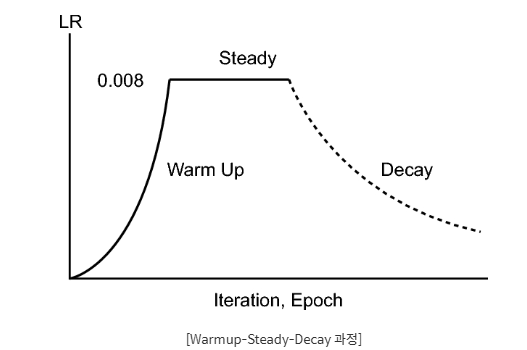 LR
Steady
0.008
Warm Up
Decay
Iteration, Epoch
[Warmup-Steady-Decay 과정]